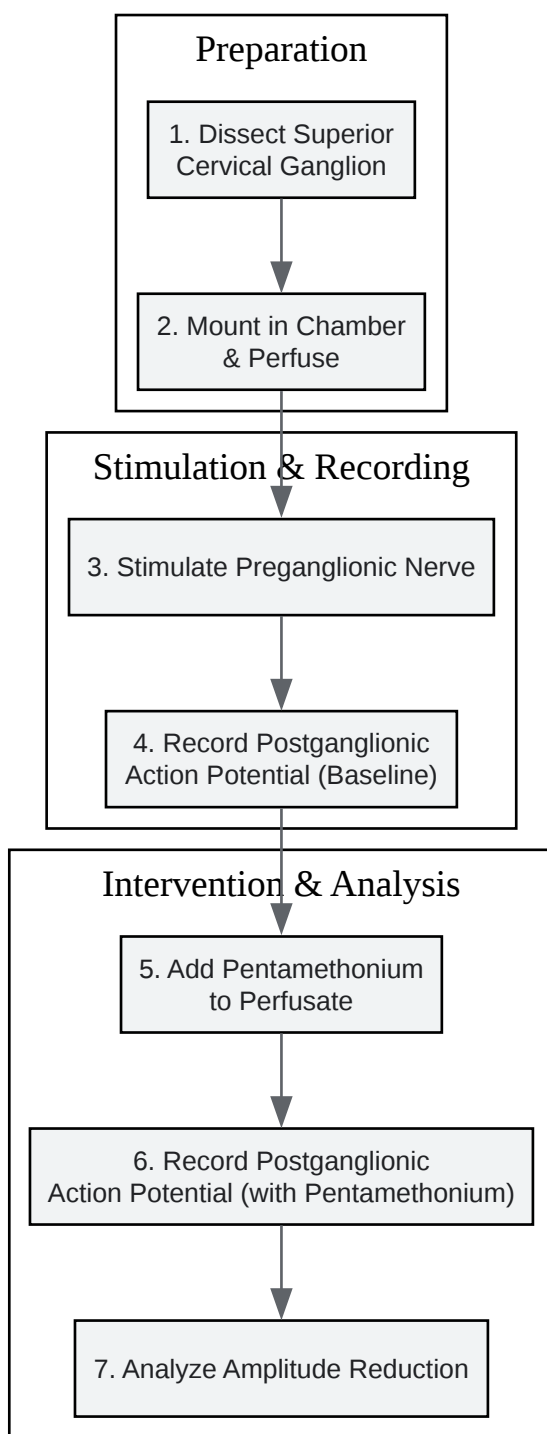 Preparation
1. Dissect Superior
Cervical Ganglion
2. Mount in Chamber
& Perfuse
Stimulation & Recording
3. Stimulate Preganglionic Nerve
4. Record Postganglionic
Action Potential (Baseline)
Intervention & Analysis
5. Add Pentamethonium
to Perfusate
6. Record Postganglionic
Action Potential (with Pentamethonium)
7. Analyze Amplitude Reduction